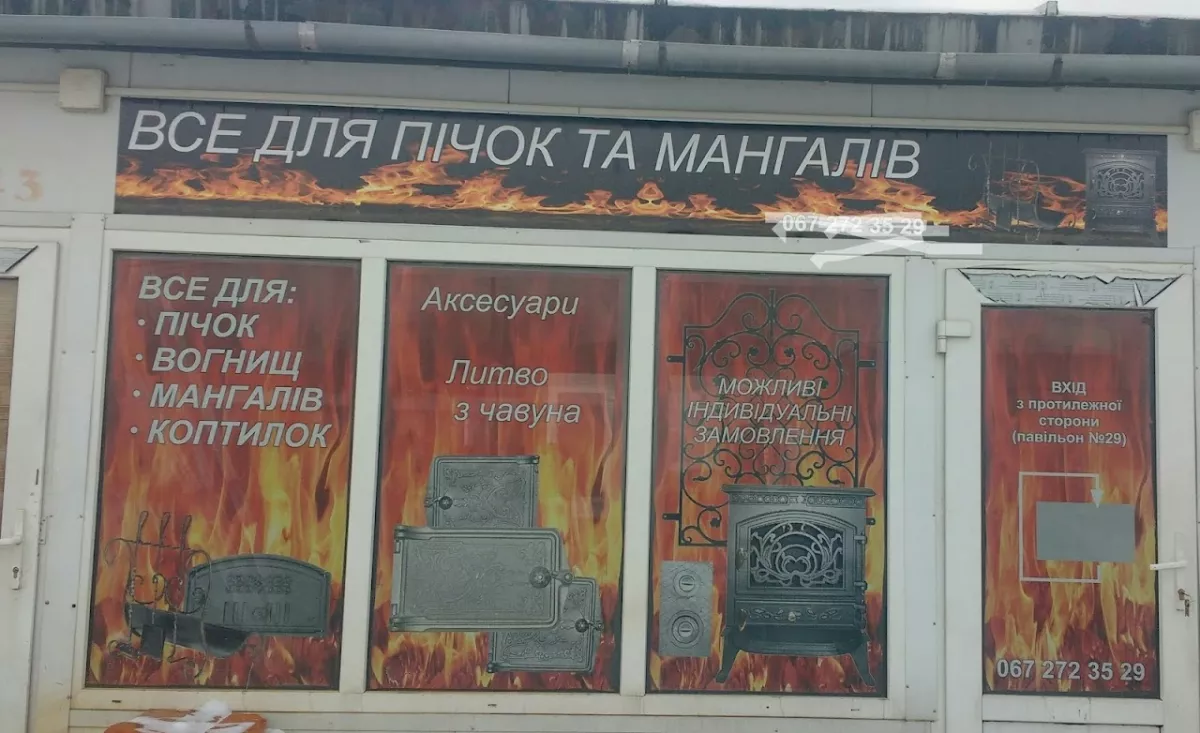 ВСЕ ДЛЯ ПІЧОК ТА МАНГАЛІВ
067 272 35 29
3
ВСЕ ДЛЯ:
• ПІЧОК
• ВОГНИЩ
• МАНГАЛІВ
• КОПТИЛОК
Аксесуари
Литво
з чавуна
МОЖЛИВІ
ІНДИВІДУАЛЬНІ
ЗАМОВЛЕННЯ
ВХІД
з протилежної
сторони
(павільон №29)
067 272 35 29